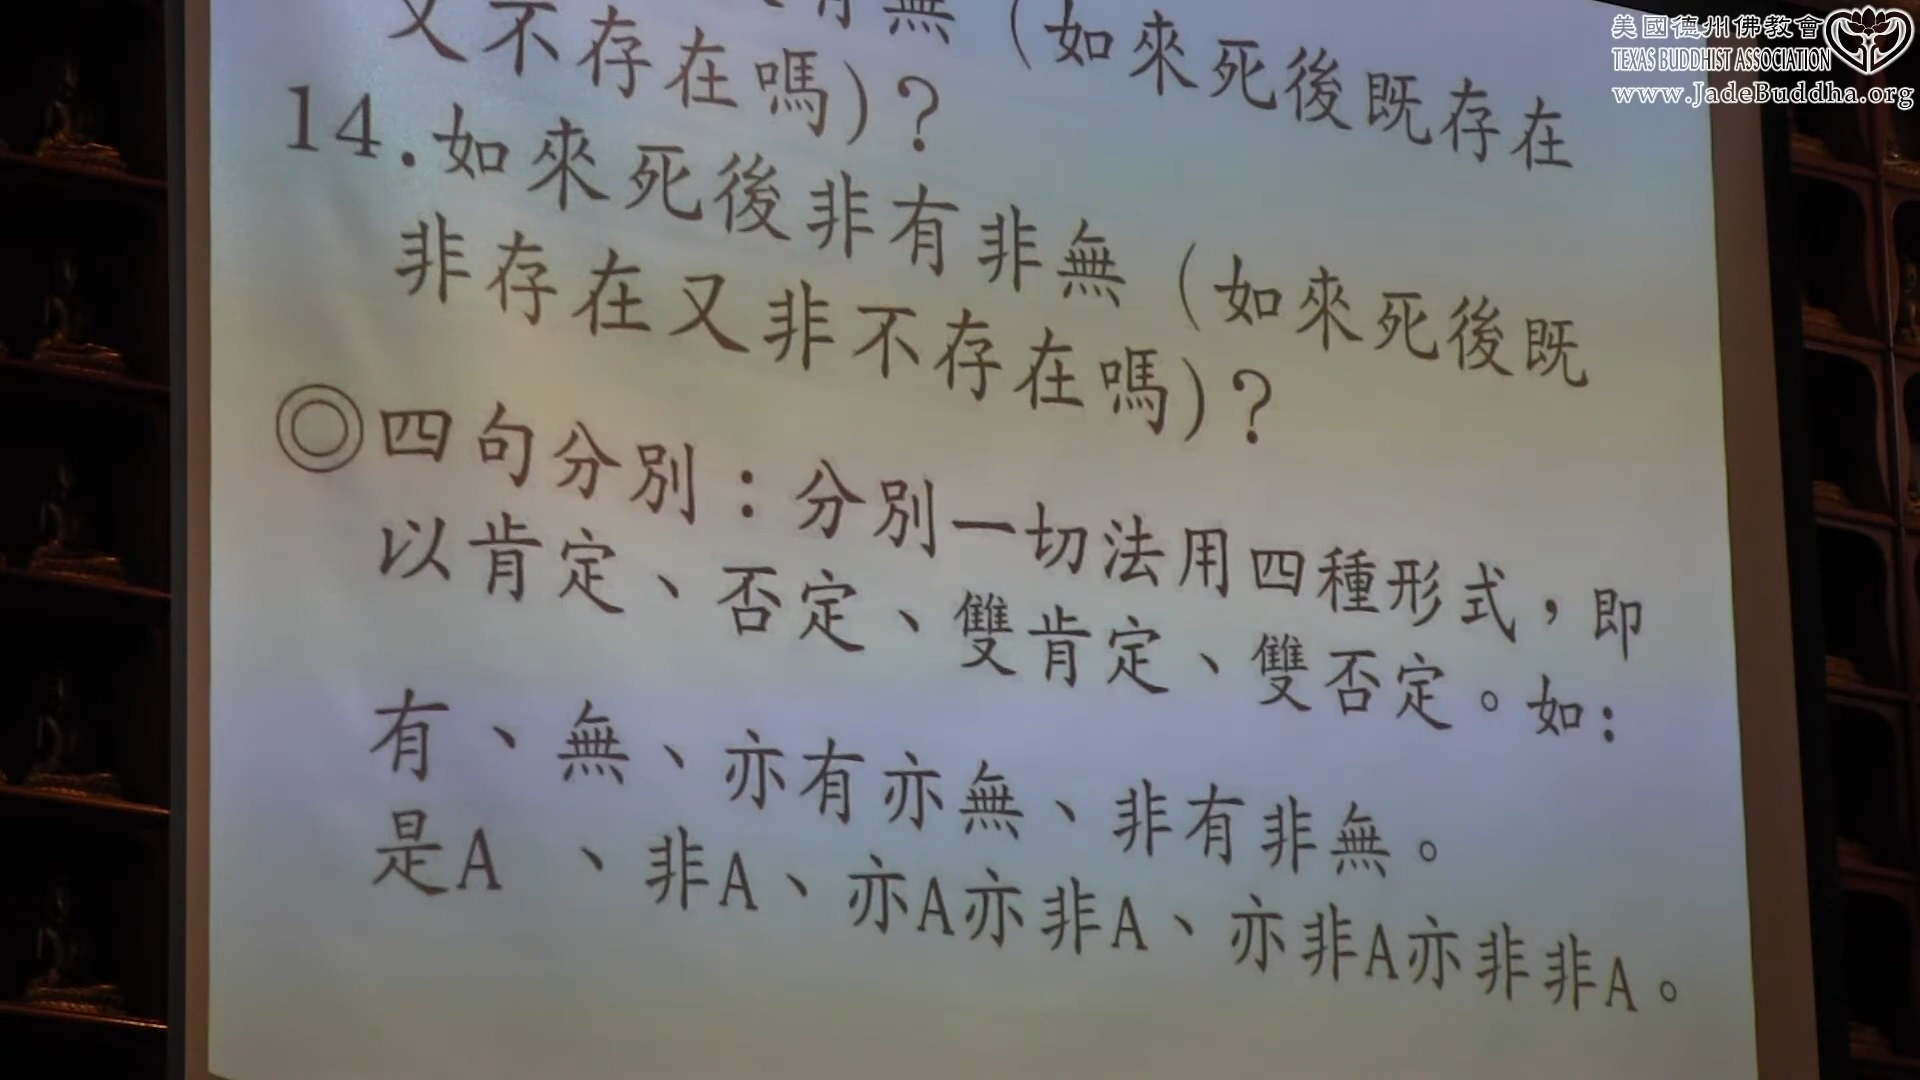 有無（如來死後既存在
又不存在嗎)？
14.如來死後非有非無（如來死後既
非存在又非不存在嗎)？
◎四句分別：分別一切法用四種形式，即
以肯定、否定、雙肯定、雙否定。如：
有、無、亦有亦無、非有非無。
是A 、非A、亦A亦非A、亦非A亦非非A。
美國德州佛教會
TEXAS BUDDHIST ASSOCIATION
www.JadeBuddha.org